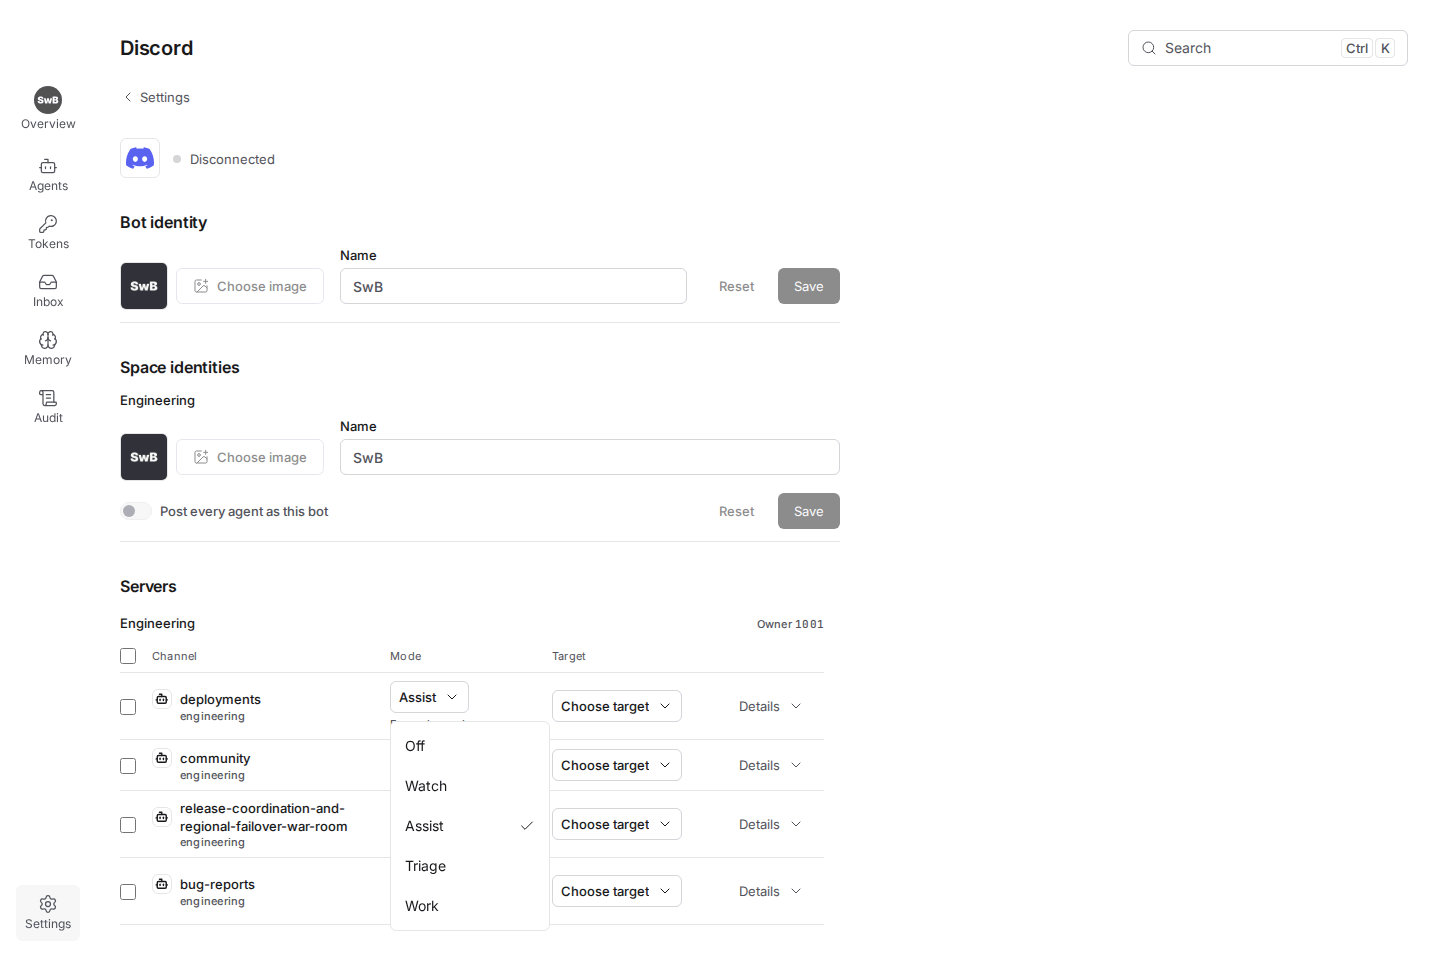 Discord
Search
Ctrl K
Settings
SwB
Overview
Agents
Tokens
Inbox
Memory
Audit
Settings
Disconnected
Bot identity
SwB
Choose image
Name
SwB
Reset
Save
Space identities
Engineering
SwB
Choose image
Name
SwB
Post every agent as this bot
Reset
Save
Servers
Engineering
Owner 1001
Channel
Mode
Target
deployments
engineering
Assist
Choose target
Details
community
engineering
Choose target
Details
release-coordination-and-
regional-failover-war-room
engineering
Choose target
Details
bug-reports
engineering
Choose target
Details
Off
Watch
Assist
Triage
Work